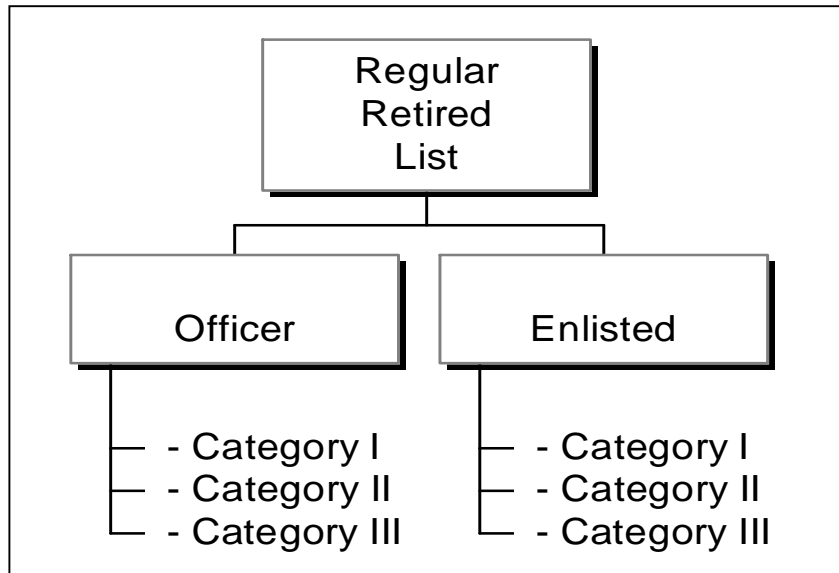 Regular
Retired
List
Officer
- Category I
- Category II
- Category III
Enlisted
- Category I
- Category II
- Category III